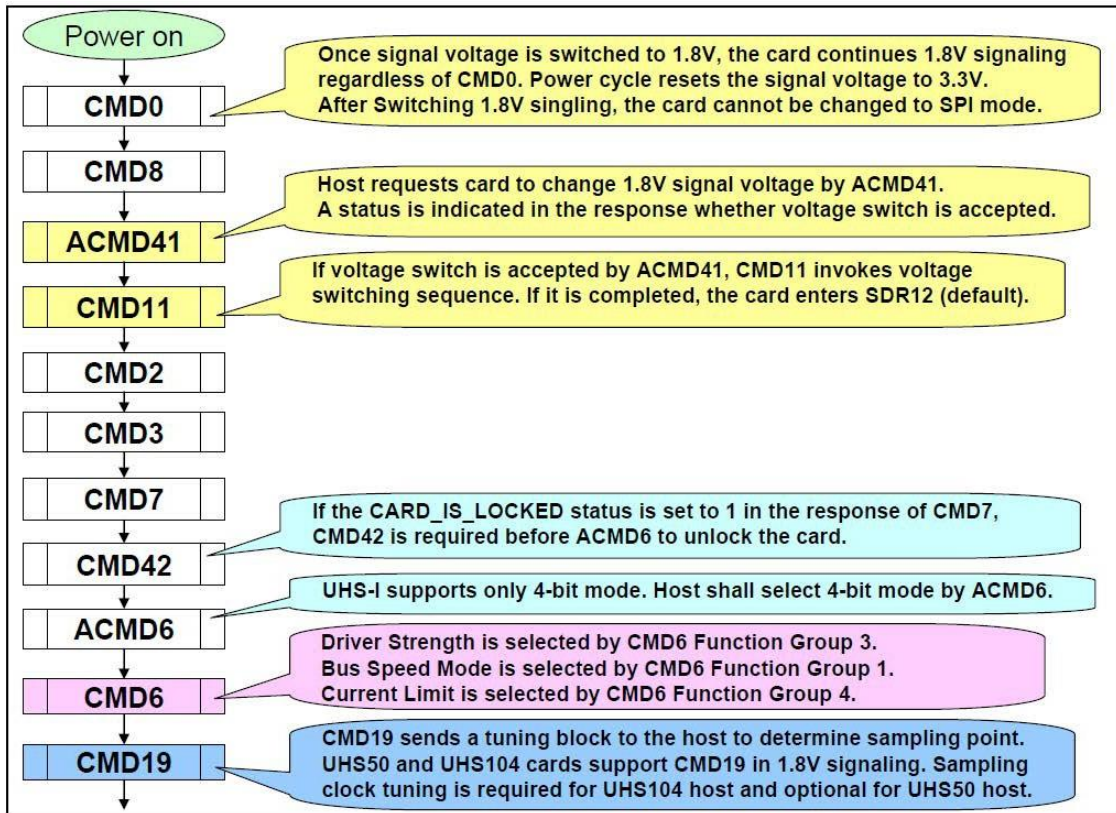 Power on
Once signal voltage is switched to 1.8V, the card continues 1.8V signaling
regardless of CMD0. Power cycle resets the signal voltage to 3.3V.
After Switching 1.8V singling, the card cannot be changed to SPI mode.
CMD0
CMD8
Host requests card to change 1.8V signal voltage by ACMD41.
A status is indicated in the response whether voltage switch is accepted.
ACMD41
If voltage switch is accepted by ACMD41, CMD11 invokes voltage
switching sequence. If it is completed, the card enters SDR12 (default).
CMD11
CMD2
CMD3
CMD7
If the CARD_IS_LOCKED status is set to 1 in the response of CMD7,
CMD42 is required before ACMD6 to unlock the card.
CMD42
UHS-I supports only 4-bit mode. Host shall select 4-bit mode by ACMD6.
ACMD6
Driver Strength is selected by CMD6 Function Group 3.
Bus Speed Mode is selected by CMD6 Function Group 1.
Current Limit is selected by CMD6 Function Group 4.
CMD6
CMD19 sends a tuning block to the host to determine sampling point.
UHS50 and UHS104 cards support CMD19 in 1.8V signaling. Sampling
clock tuning is required for UHS104 host and optional for UHS50 host.
CMD19